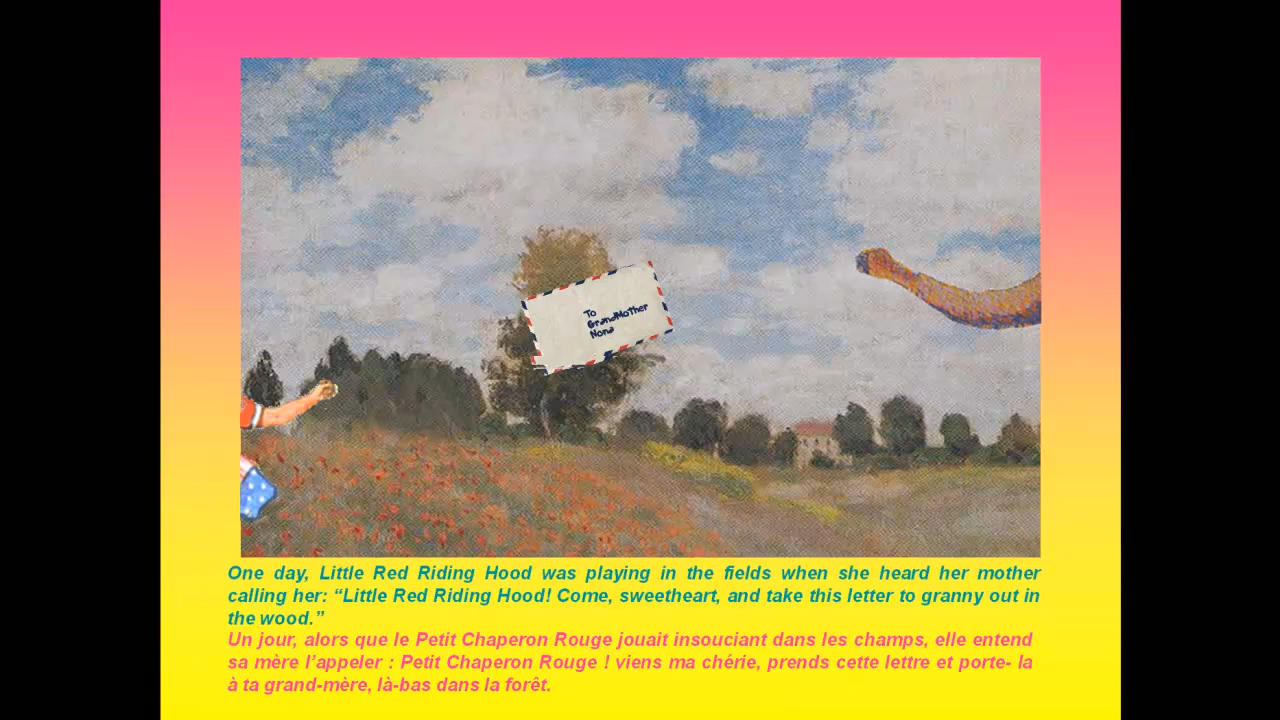 To
GrandMother
Nona
One day, Little Red Riding Hood was playing in the fields when she heard her mother
calling her: “Little Red Riding Hood! Come, sweetheart, and take this letter to granny out in
the wood.”
Un jour, alors que le Petit Chaperon Rouge jouait insouciant dans les champs, elle entend
sa mère l’appeler : Petit Chaperon Rouge ! viens ma chérie, prends cette lettre et porte- la
à ta grand-mère, là-bas dans la forêt.